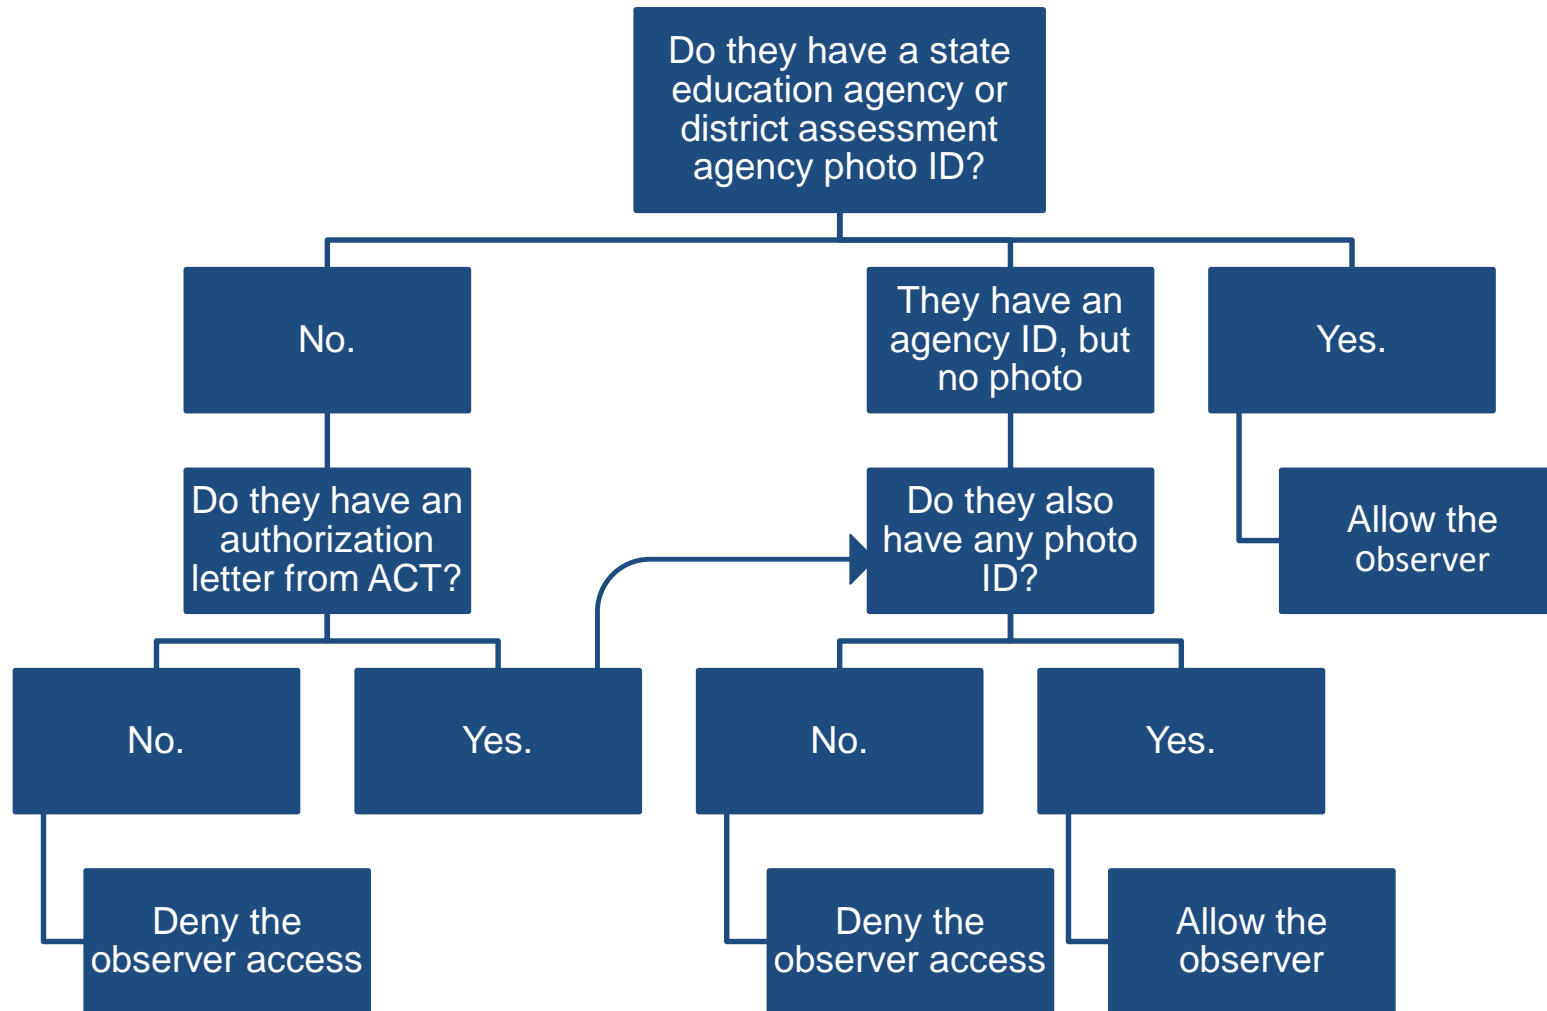 Do they have a state
education agency or
district assessment
agency photo ID?
No.
They have an
agency ID, but
no photo
Yes.
Do they have an
authorization
letter from ACT?
Do they also
have any photo
ID?
Allow the
observer
No.
Yes.
No.
Yes.
Deny the
observer access
Deny the
observer access
Allow the
observer